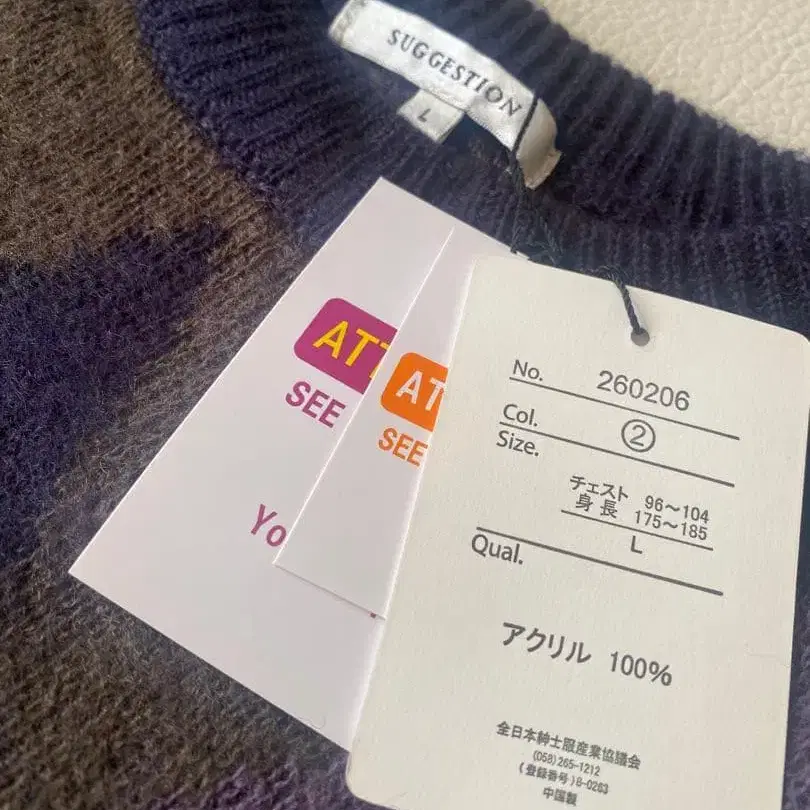 SUGGESTION
L
ATT
SEE
Yo
AT
SEE
No. 260206
Col. ②
Size.
チェスト 96～104
身長 175～185
L
Qual.
アクリル 100%
全日本紳士服産業協議会
(058)265-1212
(登録番号)8-0263
中国製